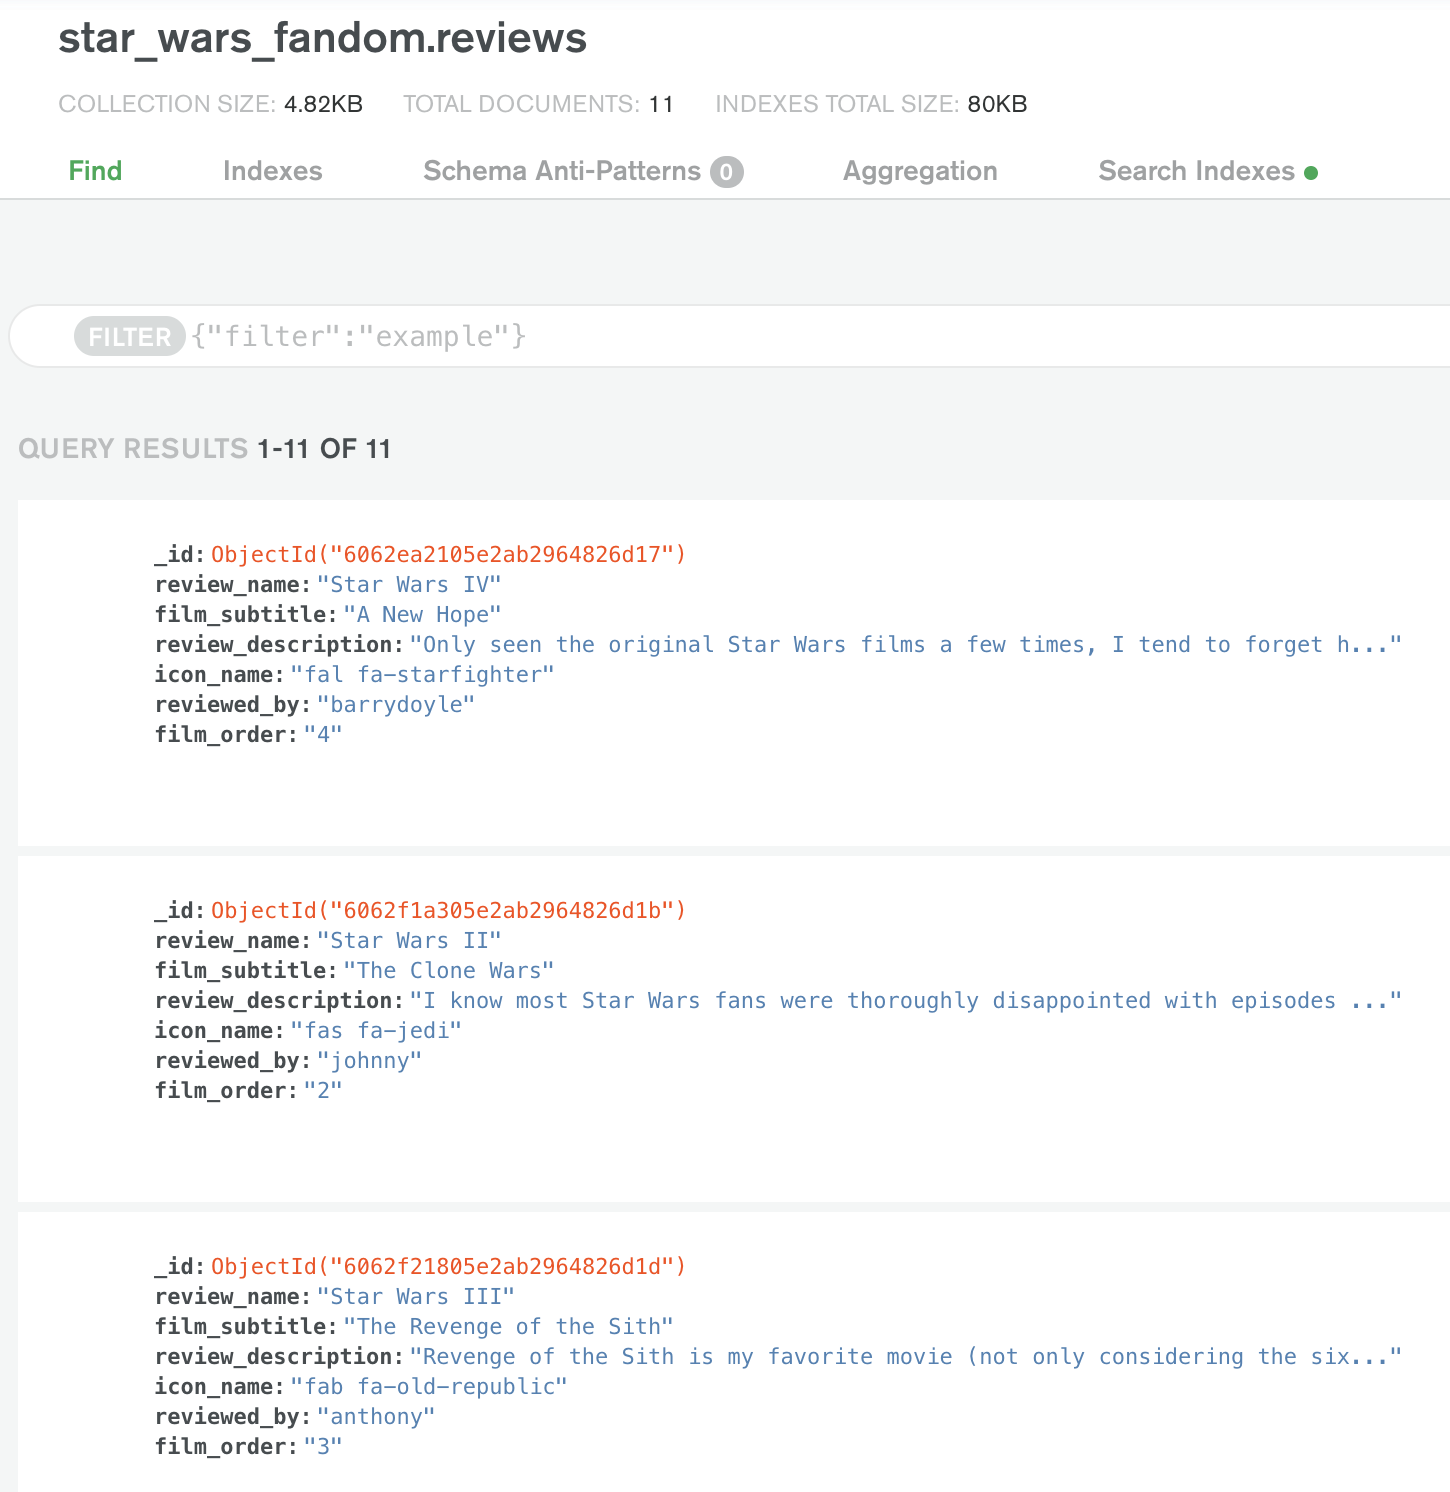 star_wars_fandom.reviews
COLLECTION SIZE: 4.82KB TOTAL DOCUMENTS: 11 INDEXES TOTAL SIZE: 80KB
Find Indexes Schema Anti-Patterns 0 Aggregation Search Indexes
FILTER {"filter":"example"}
QUERY RESULTS 1-11 OF 11
_id: ObjectId("6062ea2105e2ab2964826d17")
review_name: "Star Wars IV"
film_subtitle: "A New Hope"
review_description: "Only seen the original Star Wars films a few times, I tend to forget h..."
icon_name: "fal fa-starfighter"
reviewed_by: "barrydoyle"
film_order: "4"
_id: ObjectId("6062f1a305e2ab2964826d1b")
review_name: "Star Wars II"
film_subtitle: "The Clone Wars"
review_description: "I know most Star Wars fans were thoroughly disappointed with episodes ..."
icon_name: "fas fa-jedi"
reviewed_by: "johnny"
film_order: "2"
_id: ObjectId("6062f21805e2ab2964826d1d")
review_name: "Star Wars III"
film_subtitle: "The Revenge of the Sith"
review_description: "Revenge of the Sith is my favorite movie (not only considering the six..."
icon_name: "fab fa-old-republic"
reviewed_by: "anthony"
film_order: "3"